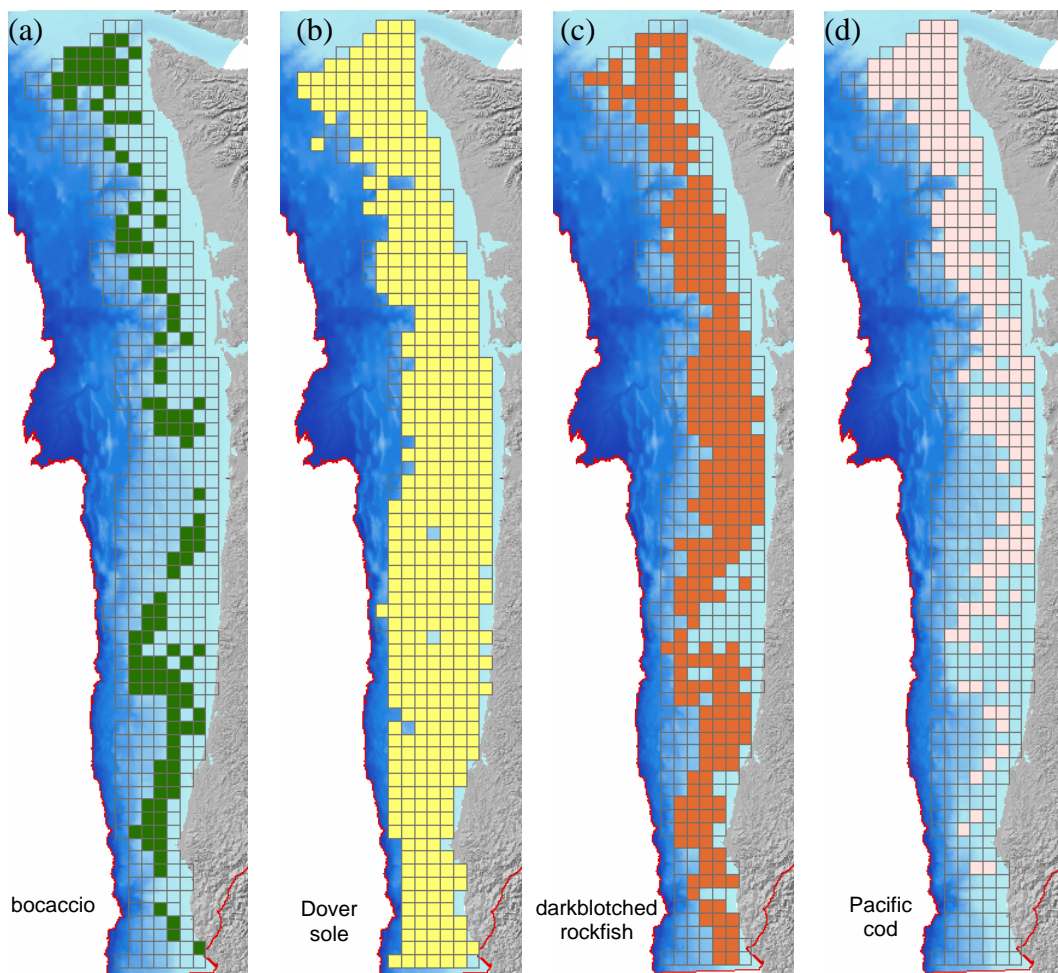 (a)
(b)
(c)
(d)
bocaccio
Dover
sole
darkblotched
rockfish
Pacific
cod